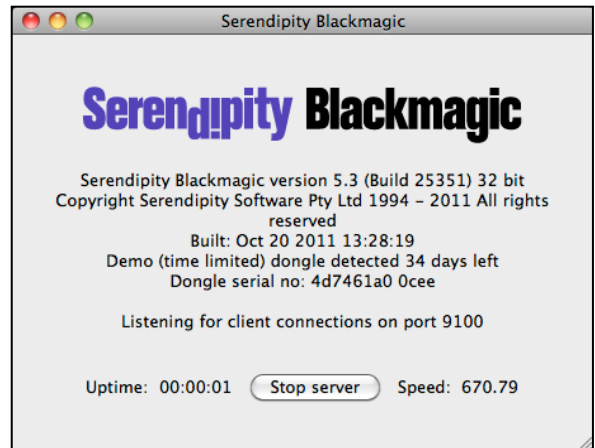 Serendipity Blackmagic
Serendipity Blackmagic
Serendipity Blackmagic version 5.3 (Build 25351) 32 bit
Copyright Serendipity Software Pty Ltd 1994 – 2011 All rights
reserved
Built: Oct 20 2011 13:28:19
Demo (time limited) dongle detected 34 days left
Dongle serial no: 4d7461a0 0cee
Listening for client connections on port 9100
Uptime: 00:00:01 Stop server Speed: 670.79